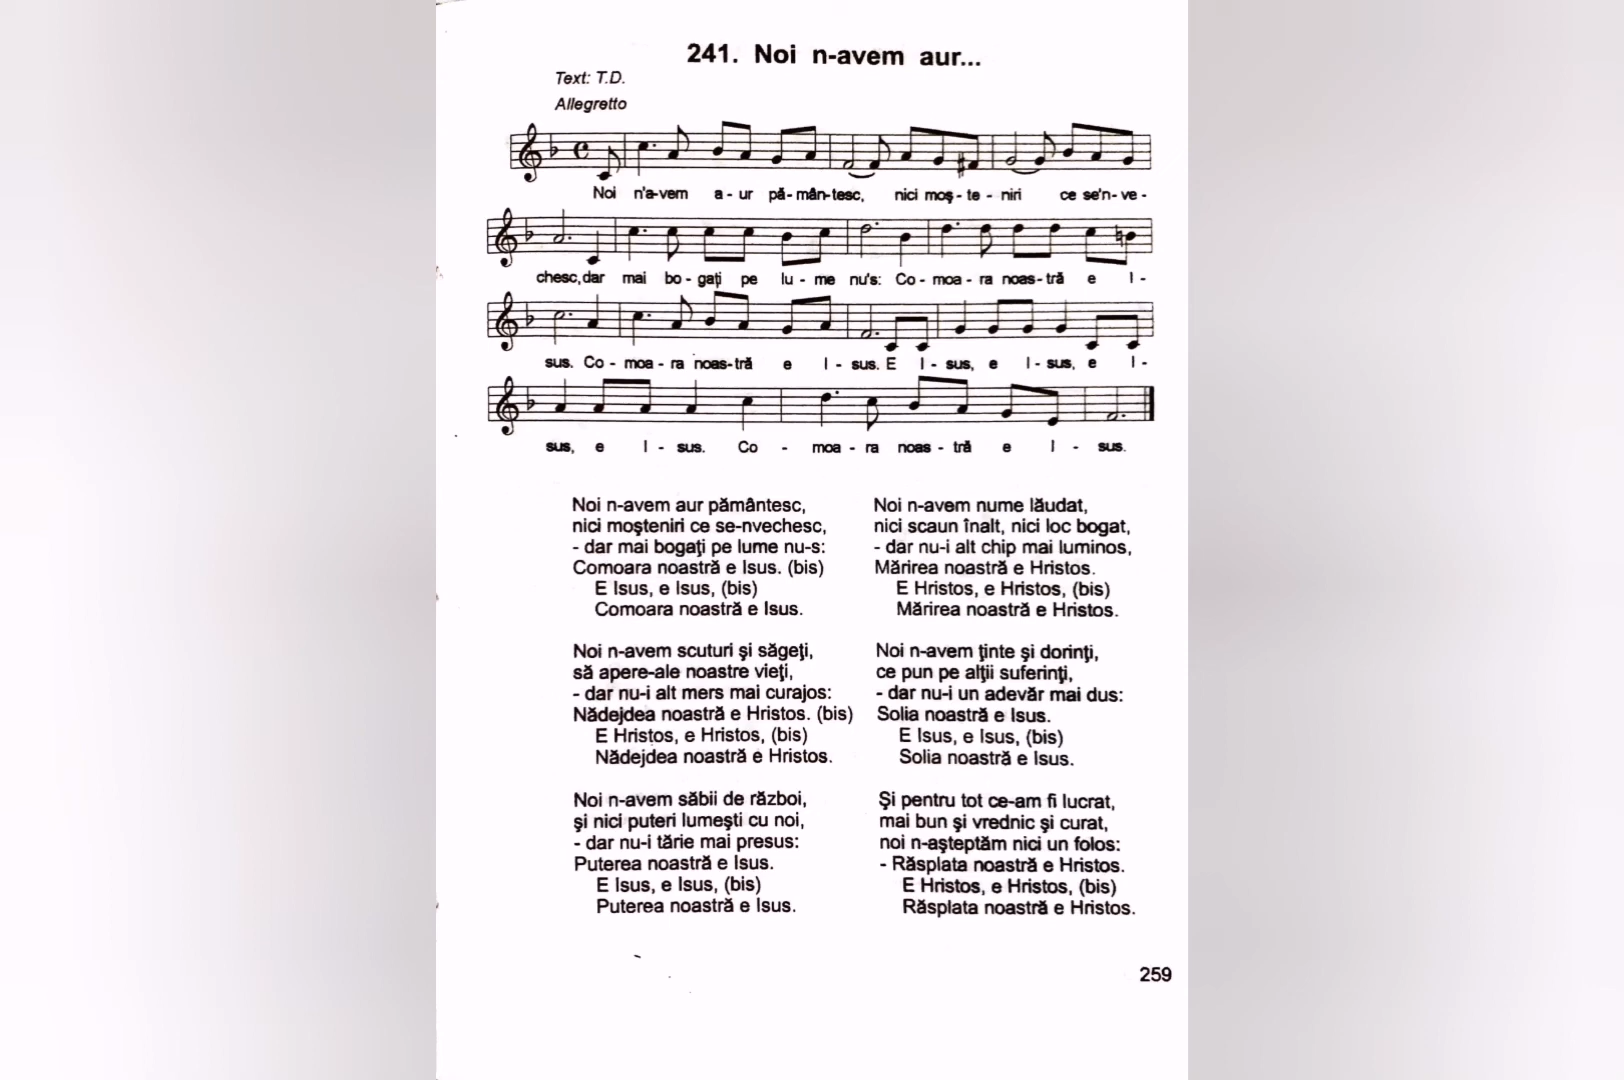 241. Noi n-avem aur...
Text: T.D.
Allegretto
Noi n'a-vem a - ur pă - mân-tesc, nici moș - te - niri ce se'n- ve -
chesc, dar mai bo - gați pe lu - me nu's: Co - moa - ra noas - tră e I -
sus. Co - moa - ra noas-tră e I - sus. E I - sus, e I - sus, e I -
sus, e I - sus. Co - moa - ra noas - tră e I - sus.
Noi n-avem aur pământesc,
nici moşteniri ce se-nvechesc,
- dar mai bogaţi pe lume nu-s:
Comoara noastră e Isus. (bis)
E Isus, e Isus, (bis)
Comoara noastră e Isus.
Noi n-avem scuturi şi săgeţi,
să apere-ale noastre vieţi,
- dar nu-i alt mers mai curajos:
Nădejdea noastră e Hristos. (bis)
E Hristos, e Hristos, (bis)
Nădejdea noastră e Hristos.
Noi n-avem săbii de război,
şi nici puteri lumeşti cu noi,
- dar nu-i tărie mai presus:
Puterea noastră e Isus.
E Isus, e Isus, (bis)
Puterea noastră e Isus.
Noi n-avem nume lăudat,
nici scaun înalt, nici loc bogat,
- dar nu-i alt chip mai luminos,
Mărirea noastră e Hristos.
E Hristos, e Hristos, (bis)
Mărirea noastră e Hristos.
Noi n-avem ţinte şi dorinţi,
ce pun pe alţii suferinţi,
- dar nu-i un adevăr mai dus:
Solia noastră e Isus.
E Isus, e Isus, (bis)
Solia noastră e Isus.
Şi pentru tot ce-am fi lucrat,
mai bun şi vrednic şi curat,
noi n-aşteptăm nici un folos:
- Răsplata noastră e Hristos.
E Hristos, e Hristos, (bis)
Răsplata noastră e Hristos.
259